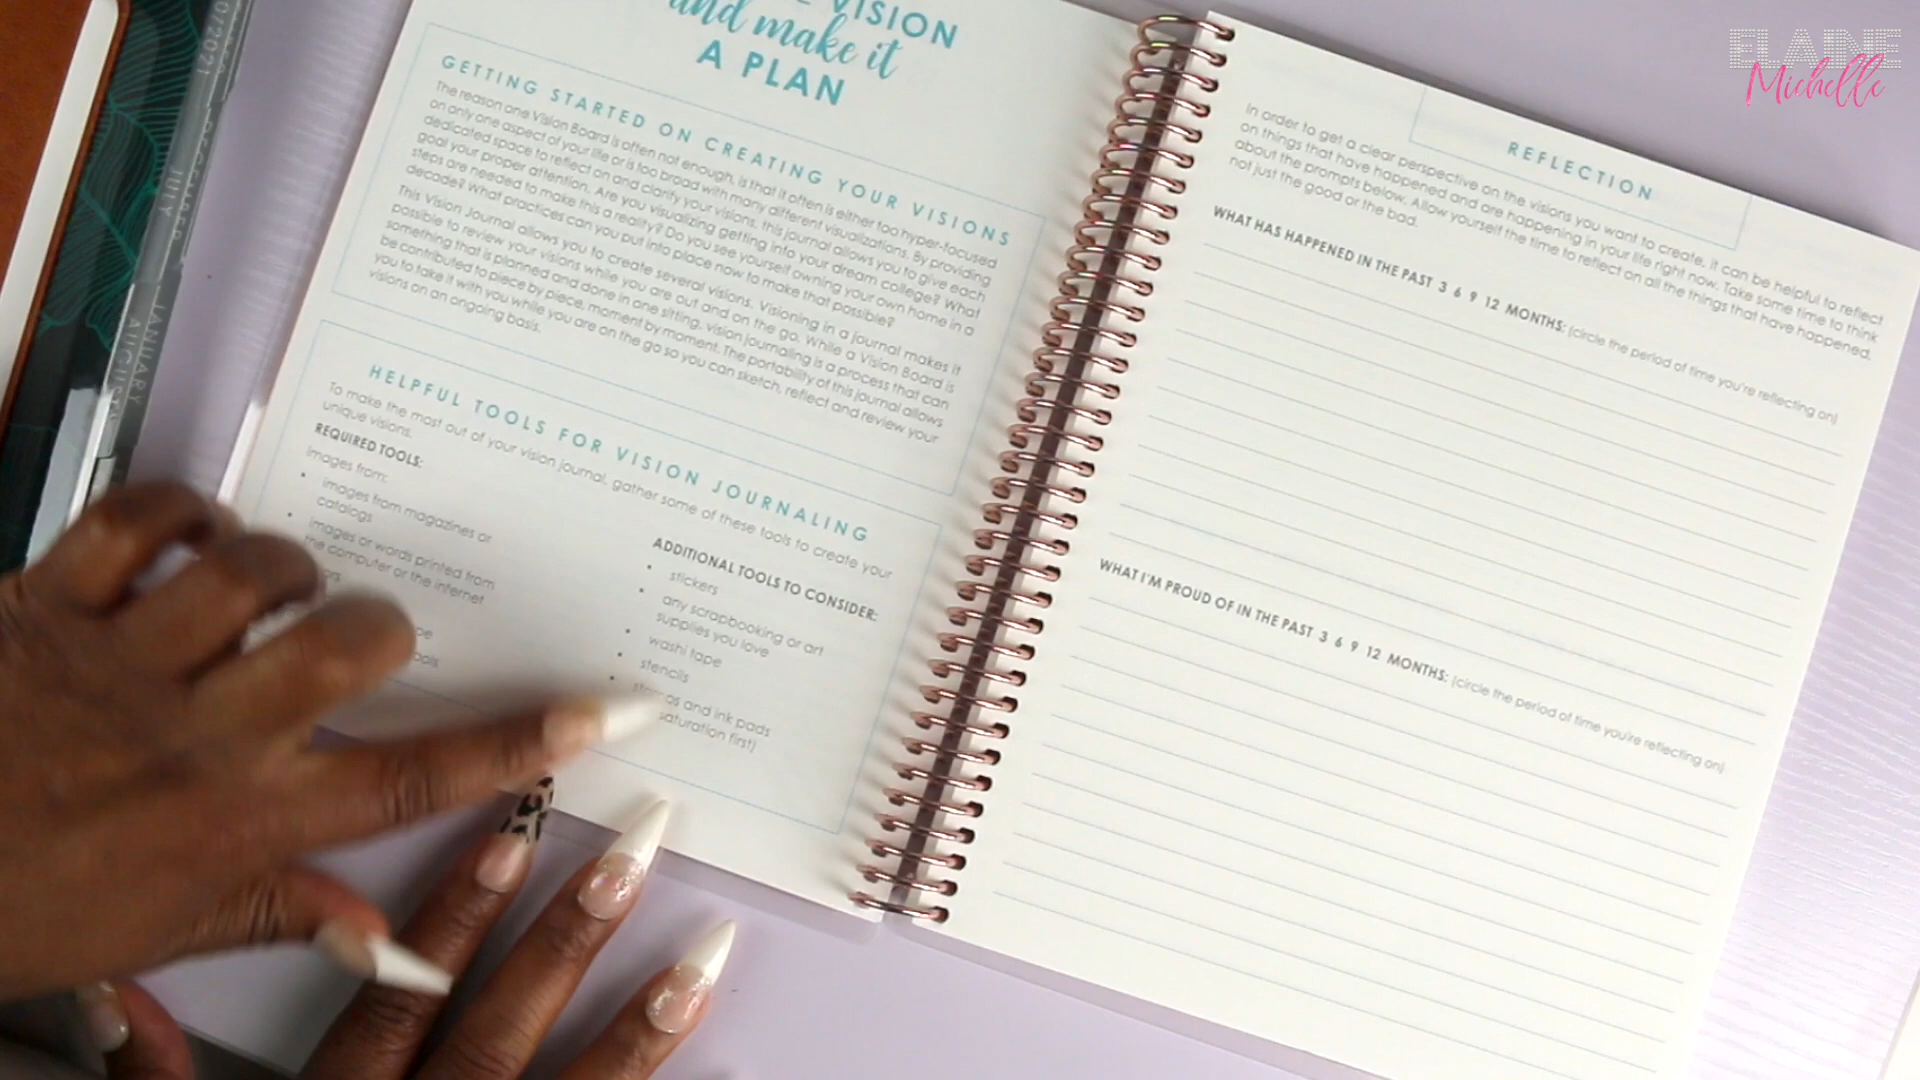 VISION
and make it
A PLAN
GETTING STARTED ON CREATING YOUR VISIONS
The reason one Vision Board is often not enough, is that it often is either too hyper-focused
on only one aspect of your life or is too broad with many different visualizations. By providing
dedicated space to reflect on and clarify your visions, this journal allows you to give each
goal your proper attention. Are you visualizing getting into your dream college? What
steps are needed to make this a reality? Do you see yourself owning your own home in a
decade? What practices can you put into place now to make that possible?
This Vision Journal allows you to create several visions. Visioning in a journal makes it
possible to review your visions while you are out and on the go. While a Vision Board is
something that is planned and done in one sitting, vision journaling is a process that can
be contributed to piece by piece, moment by moment. The portability of this journal allows
you to take it with you while you are on the go so you can sketch, reflect and review your
visions on an ongoing basis.
HELPFUL TOOLS FOR VISION JOURNALING
To make the most out of your vision journal, gather some of these tools to create your
unique visions.
REQUIRED TOOLS:
Images from:
• images from magazines or
catalogs
• images or words printed from
the computer or the internet
ADDITIONAL TOOLS TO CONSIDER:
• stickers
• any scrapbooking or art
supplies you love
• washi tape
• stencils
• and ink pads
saturation first)
REFLECTION
In order to get a clear perspective on the visions you want to create, it can be helpful to reflect
on things that have happened and are happening in your life right now. Take some time to think
about the prompts below. Allow yourself the time to reflect on all the things that have happened,
not just the good or the bad.
WHAT HAS HAPPENED IN THE PAST 3 6 9 12 MONTHS: (circle the period of time you're reflecting on)
WHAT I'M PROUD OF IN THE PAST 3 6 9 12 MONTHS: (circle the period of time you're reflecting on)
DECEMBER
JULY
JANUARY
AUGUST
ELAINE
Michelle